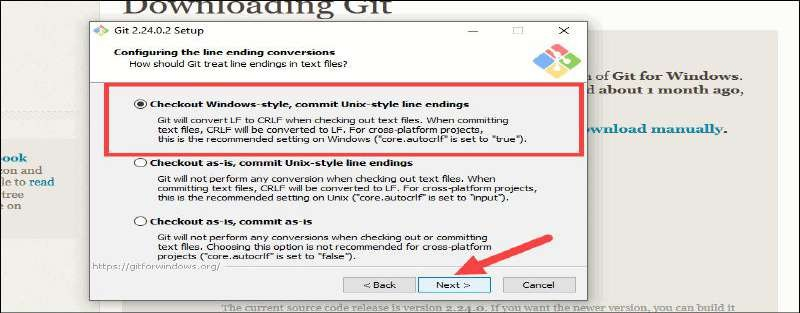 Downloading Git
Git 2.24.0.2 Setup
Configuring the line ending conversions
How should Git treat line endings in text files?
Checkout Windows-style, commit Unix-style line endings
Git will convert LF to CRLF when checking out text files. When committing
text files, CRLF will be converted to LF. For cross-platform projects,
this is the recommended setting on Windows ("core.autocrlf" is set to "true").
Checkout as-is, commit Unix-style line endings
Git will not perform any conversion when checking out text files. When
committing text files, CRLF will be converted to LF. For cross-platform projects,
this is the recommended setting on Unix ("core.autocrlf" is set to "input").
Checkout as-is, commit as-is
Git will not perform any conversions when checking out or committing
text files. Choosing this option is not recommended for cross-platform
projects ("core.autocrlf" is set to "false").
https://gitforwindows.org/
< Back
Next >
Cancel
n of Git for Windows.
d about 1 month ago,
ownload manually.
book
on and
le to read
tree
e on
The current source code release is version 2.24.0. If you want the newer version, you can build it